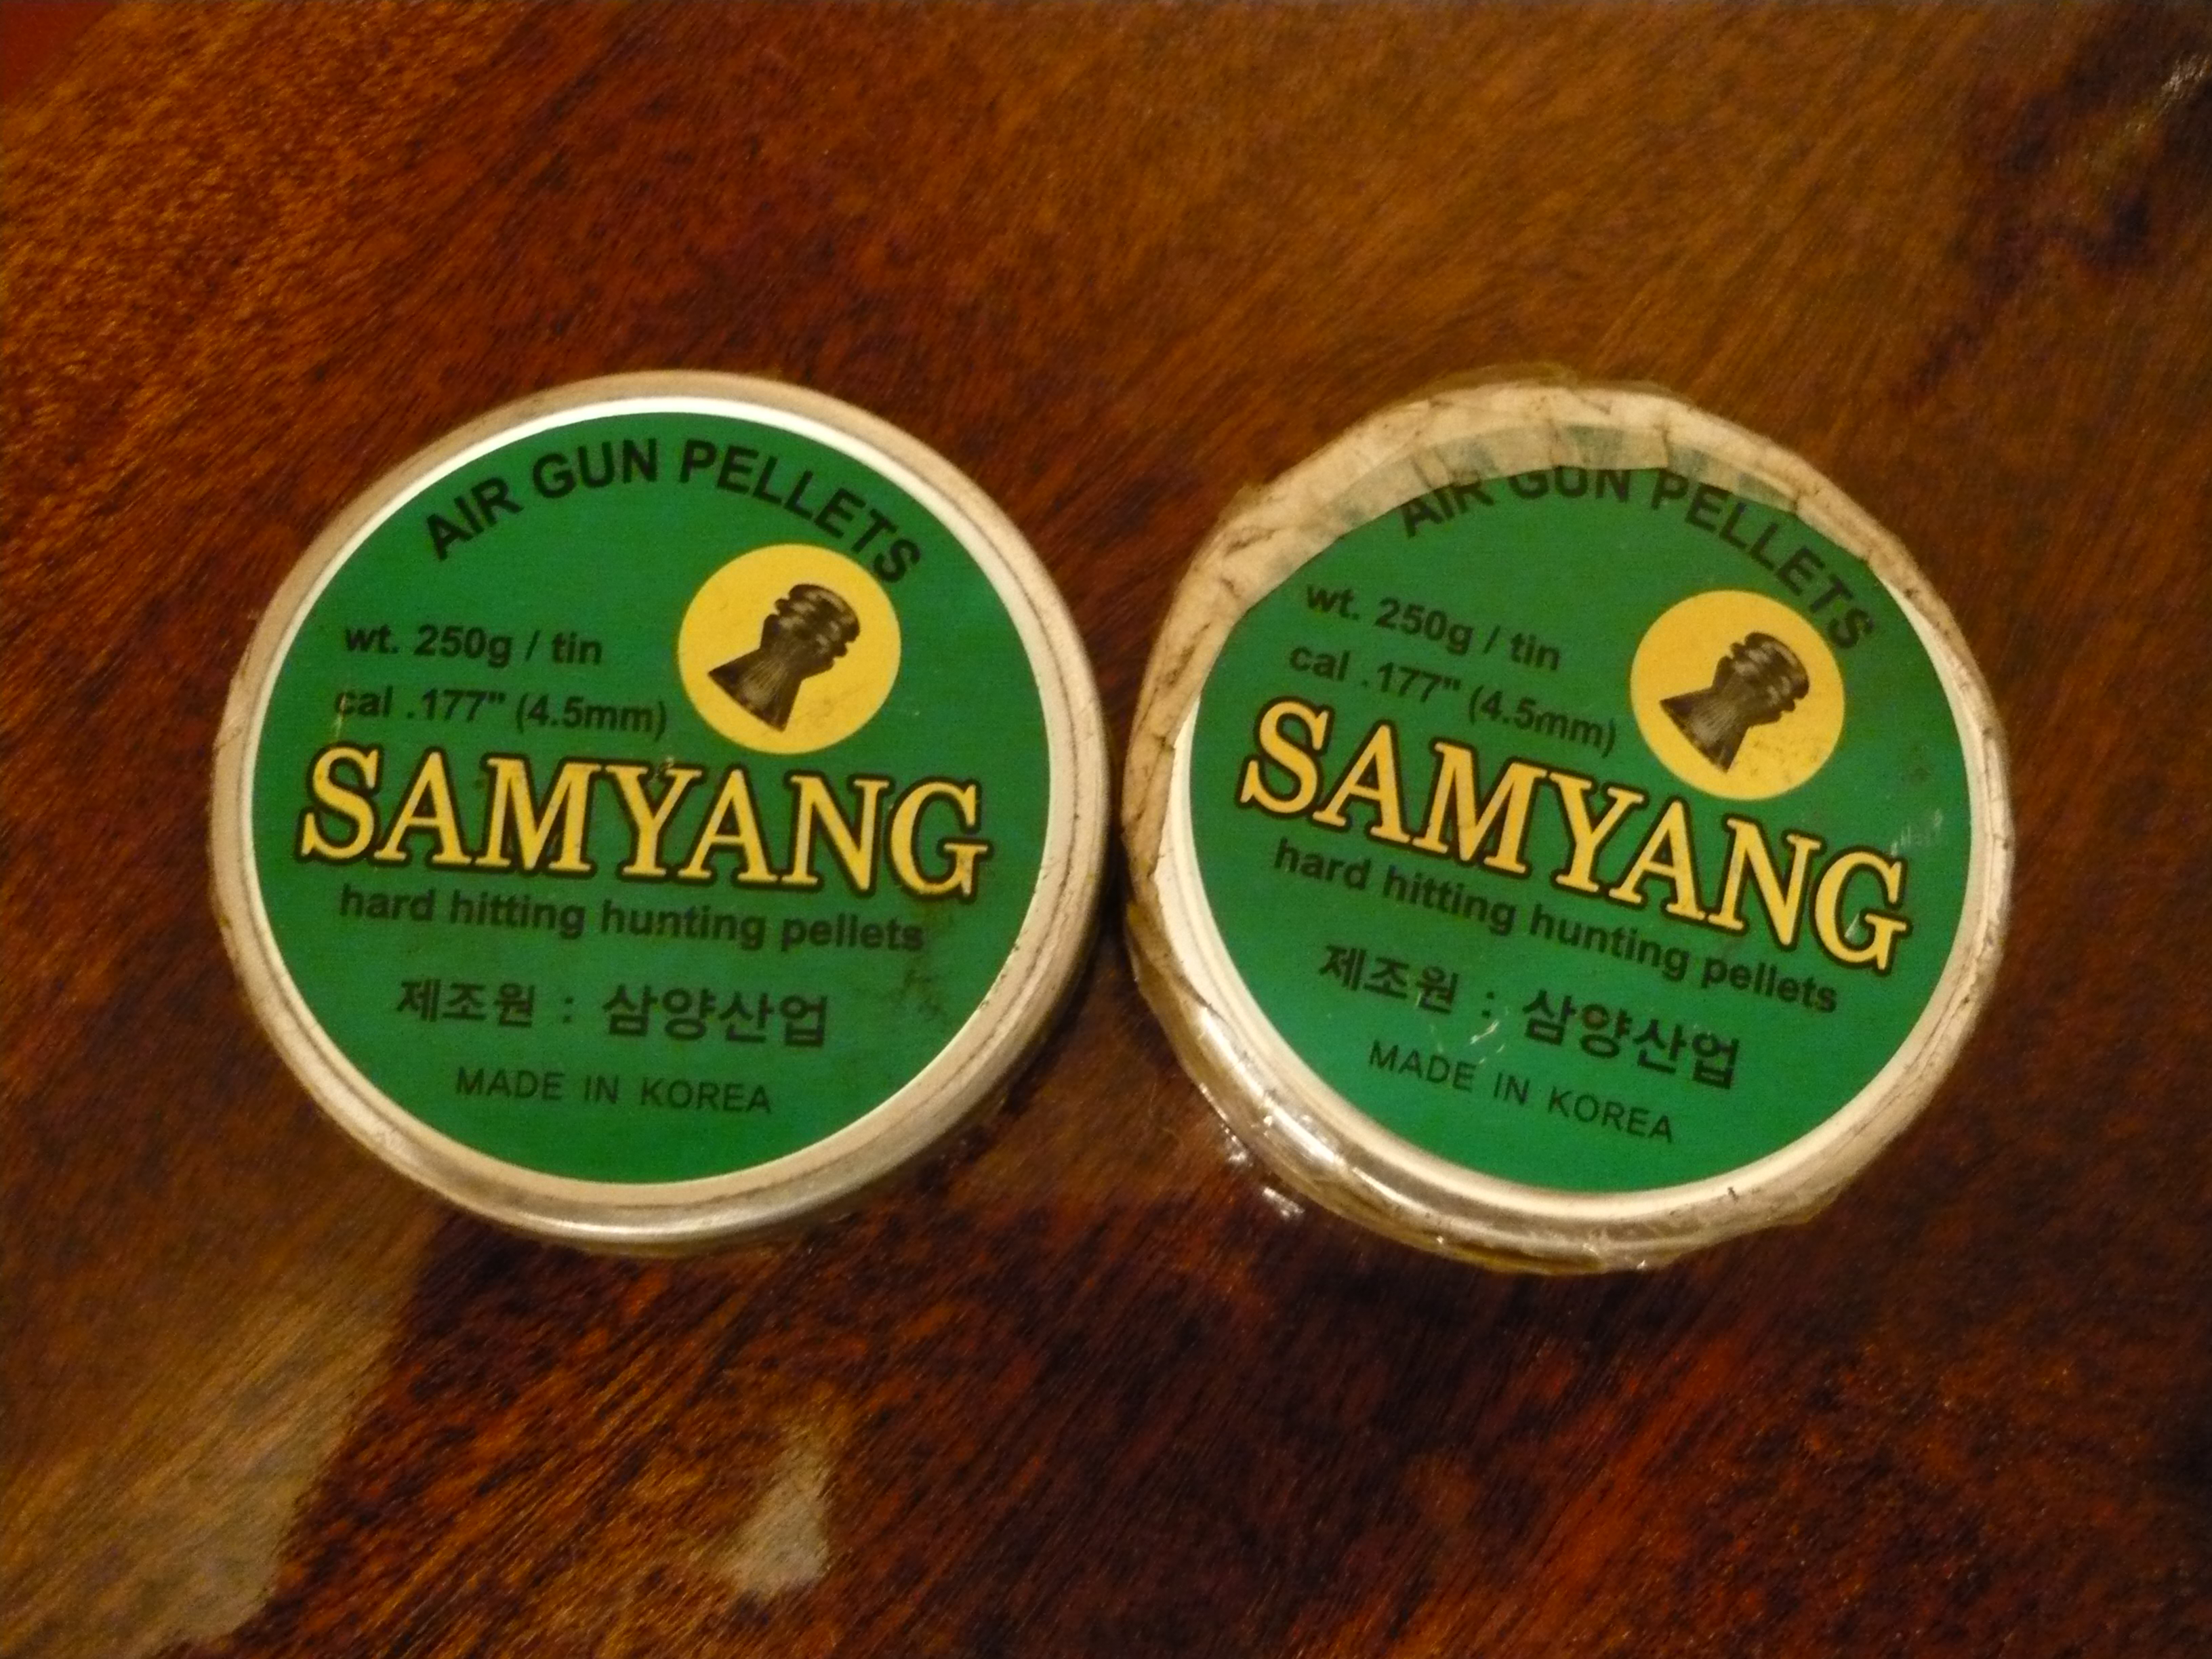 AIR GUN PELLETS
wt. 250g / tin
cal .177" (4.5mm)
SAMYANG
hard hitting hunting pellets
제조원 : 삼양산업
MADE IN KOREA
AIR GUN PELLETS
wt. 250g / tin
cal .177" (4.5mm)
SAMYANG
hard hitting hunting pellets
제조원 : 삼양산업
MADE IN KOREA